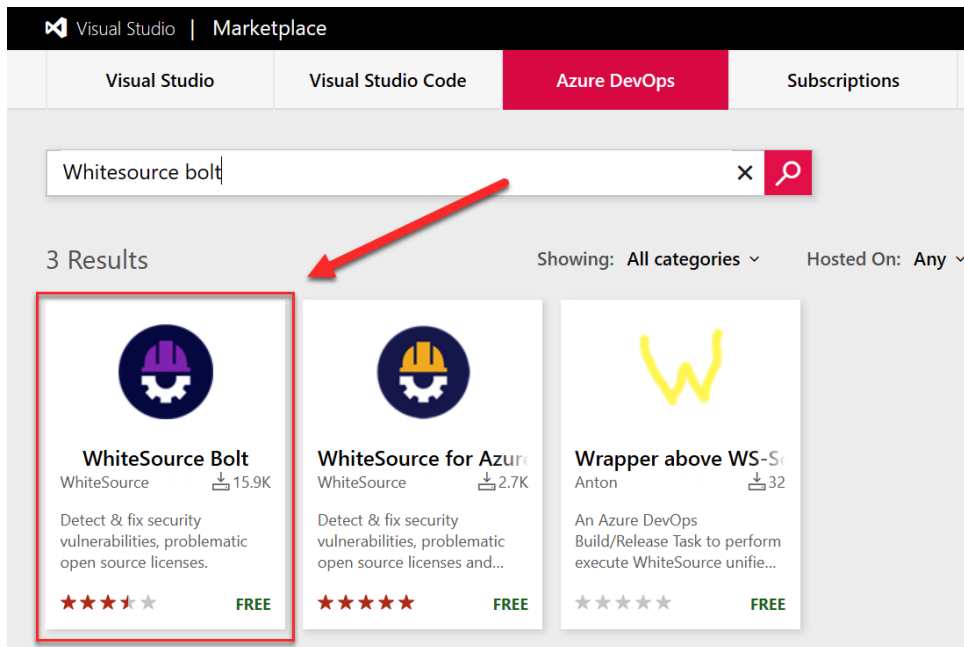 Visual Studio | Marketplace
Visual Studio Visual Studio Code Azure DevOps Subscriptions
Whitesource bolt
3 Results Showing: All categories Hosted On: Any
WhiteSource Bolt
WhiteSource 15.9K
Detect & fix security
vulnerabilities, problematic
open source licenses.
FREE
WhiteSource for Azure
WhiteSource 2.7K
Detect & fix security
vulnerabilities, problematic
open source licenses and...
FREE
W
Wrapper above WS-Sc
Anton 32
An Azure DevOps
Build/Release Task to perform
execute WhiteSource unifie...
FREE